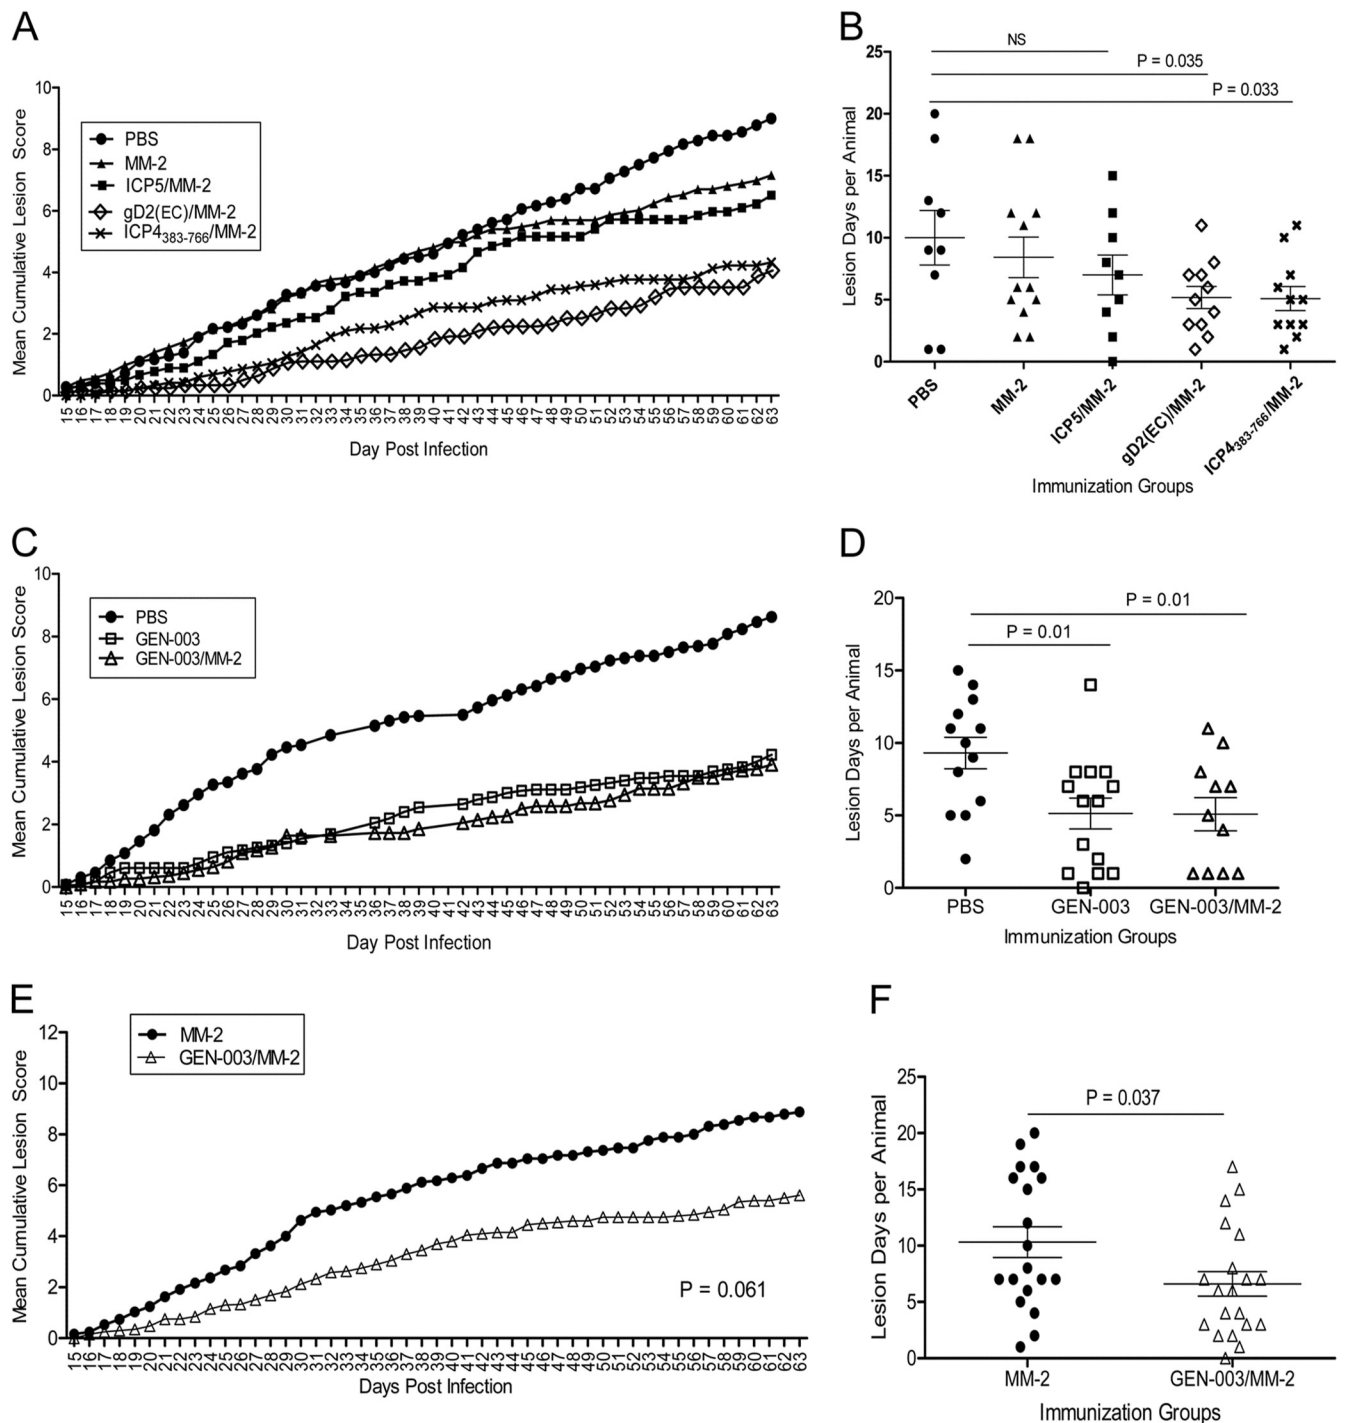 A
Mean Cumulative Lesion Score
10
8
6
4
2
0
PBS
MM-2
ICP5/MM-2
gD2(EC)/MM-2
ICP4383-766/MM-2
15 16 17 18 19 20 21 22 23 24 25 26 27 28 29 30 31 32 33 34 35 36 37 38 39 40 41 42 43 44 45 46 47 48 49 50 51 52 53 54 55 56 57 58 59 60 61 62 63
Day Post Infection
B
Lesion Days per Animal
25
20
15
10
5
0
NS
P = 0.035
P = 0.033
PBS
MM-2
ICP5/MM-2
gD2(EC)/MM-2
ICP4383-766/MM-2
Immunization Groups
C
Mean Cumulative Lesion Score
10
8
6
4
2
0
PBS
GEN-003
GEN-003/MM-2
15 16 17 18 19 20 21 22 23 24 25 26 27 28 29 30 31 32 33 34 35 36 37 38 39 40 41 42 43 44 45 46 47 48 49 50 51 52 53 54 55 56 57 58 59 60 61 62 63
Day Post Infection
D
Lesion Days per Animal
20
15
10
5
0
P = 0.01
P = 0.01
PBS GEN-003 GEN-003/MM-2
Immunization Groups
E
Mean Cumulative Lesion Score
12
10
8
6
4
2
0
MM-2
GEN-003/MM-2
P = 0.061
15 16 17 18 19 20 21 22 23 24 25 26 27 28 29 30 31 32 33 34 35 36 37 38 39 40 41 42 43 44 45 46 47 48 49 50 51 52 53 54 55 56 57 58 59 60 61 62 63
Days Post Infection
F
Lesion Days per Animal
25
20
15
10
5
0
P = 0.037
MM-2 GEN-003/MM-2
Immunization Groups